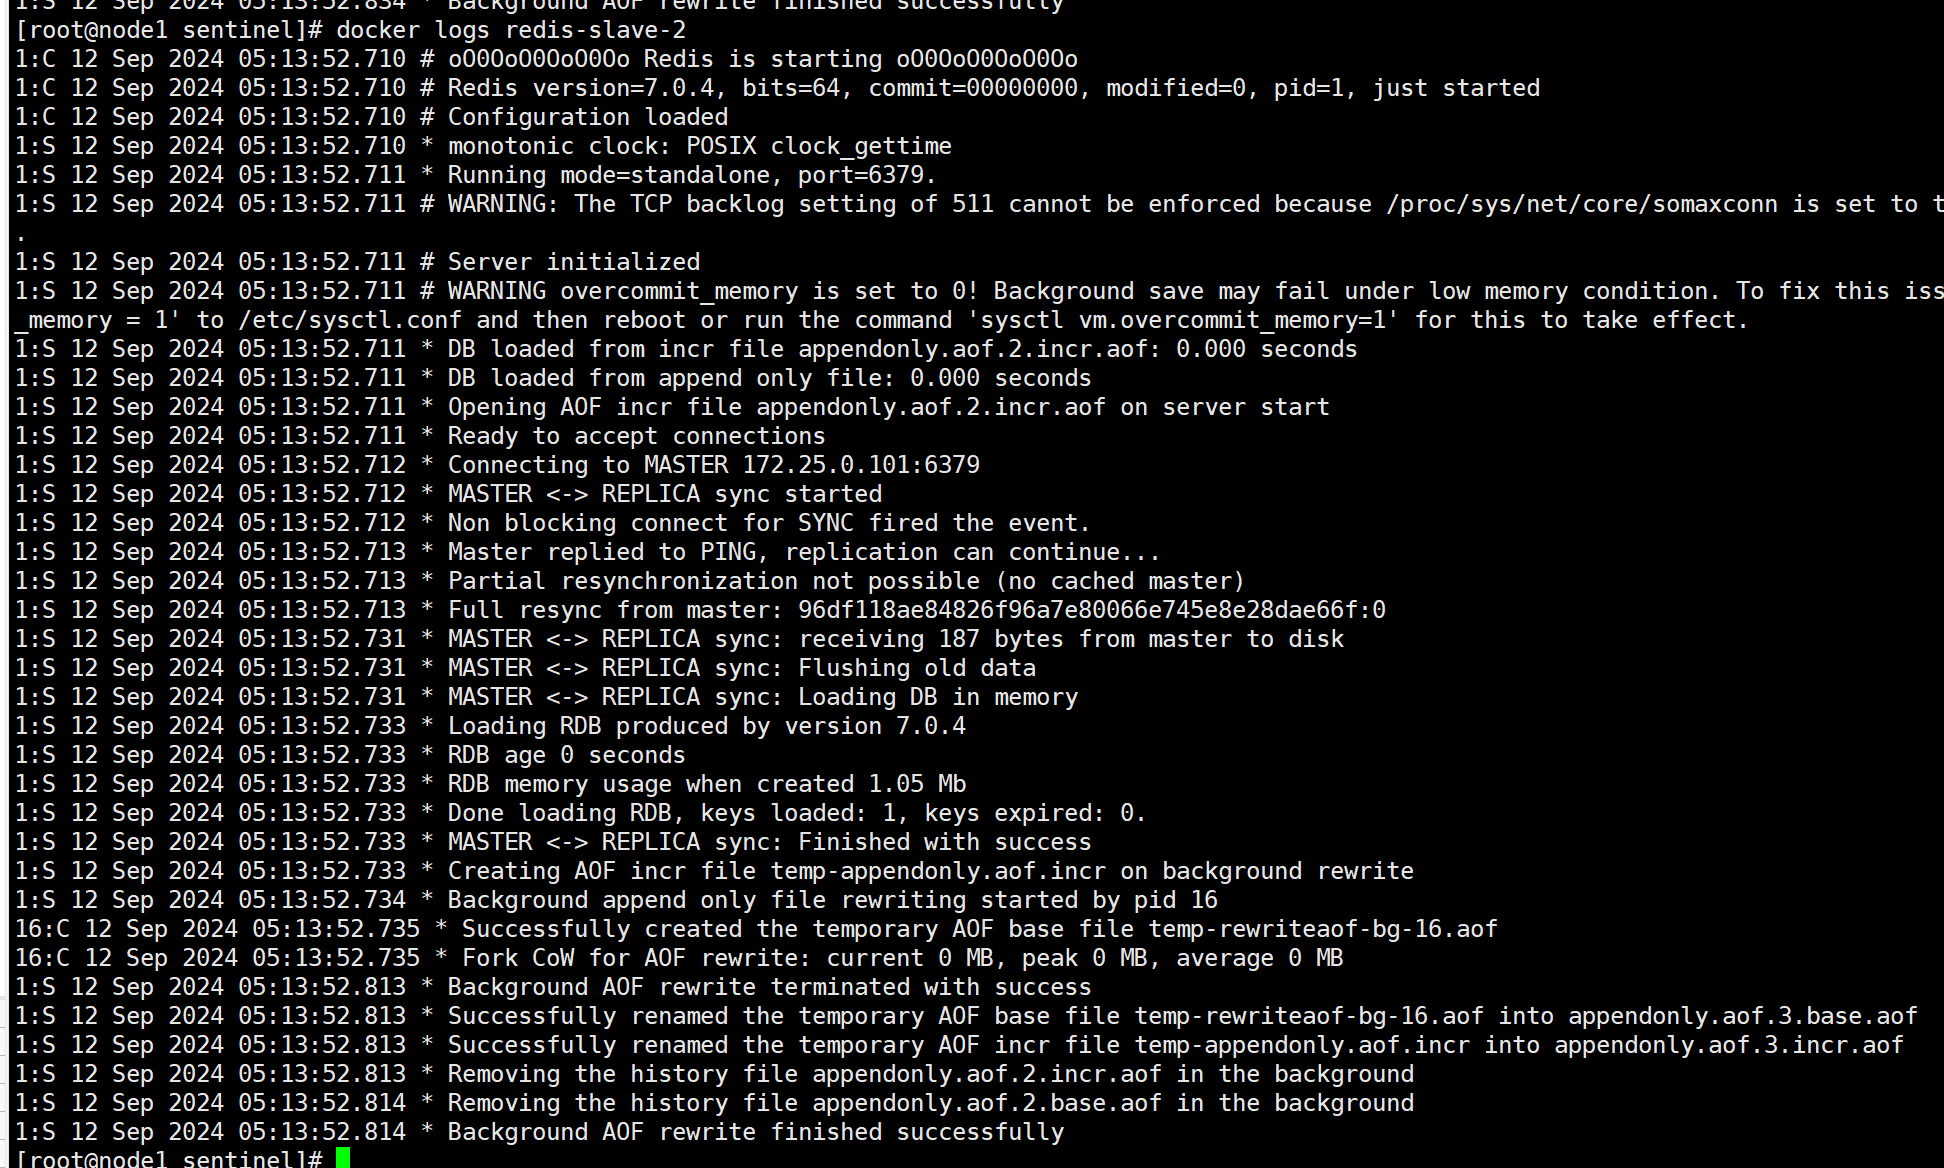 1:S 12 Sep 2024 05:13:52.834 * Background AOF rewrite finished successfully
[root@node1 sentinel]# docker logs redis-slave-2
1:C 12 Sep 2024 05:13:52.710 # oO0OoO0OoO0Oo Redis is starting oO0OoO0OoO0Oo
1:C 12 Sep 2024 05:13:52.710 # Redis version=7.0.4, bits=64, commit=00000000, modified=0, pid=1, just started
1:C 12 Sep 2024 05:13:52.710 # Configuration loaded
1:S 12 Sep 2024 05:13:52.710 * monotonic clock: POSIX clock_gettime
1:S 12 Sep 2024 05:13:52.711 * Running mode=standalone, port=6379.
1:S 12 Sep 2024 05:13:52.711 # WARNING: The TCP backlog setting of 511 cannot be enforced because /proc/sys/net/core/somaxconn is set to t
.
1:S 12 Sep 2024 05:13:52.711 # Server initialized
1:S 12 Sep 2024 05:13:52.711 # WARNING overcommit_memory is set to 0! Background save may fail under low memory condition. To fix this iss
_memory = 1' to /etc/sysctl.conf and then reboot or run the command 'sysctl vm.overcommit_memory=1' for this to take effect.
1:S 12 Sep 2024 05:13:52.711 * DB loaded from incr file appendonly.aof.2.incr.aof: 0.000 seconds
1:S 12 Sep 2024 05:13:52.711 * DB loaded from append only file: 0.000 seconds
1:S 12 Sep 2024 05:13:52.711 * Opening AOF incr file appendonly.aof.2.incr.aof on server start
1:S 12 Sep 2024 05:13:52.711 * Ready to accept connections
1:S 12 Sep 2024 05:13:52.712 * Connecting to MASTER 172.25.0.101:6379
1:S 12 Sep 2024 05:13:52.712 * MASTER <-> REPLICA sync started
1:S 12 Sep 2024 05:13:52.712 * Non blocking connect for SYNC fired the event.
1:S 12 Sep 2024 05:13:52.713 * Master replied to PING, replication can continue...
1:S 12 Sep 2024 05:13:52.713 * Partial resynchronization not possible (no cached master)
1:S 12 Sep 2024 05:13:52.713 * Full resync from master: 96df118ae84826f96a7e80066e745e8e28dae66f:0
1:S 12 Sep 2024 05:13:52.731 * MASTER <-> REPLICA sync: receiving 187 bytes from master to disk
1:S 12 Sep 2024 05:13:52.731 * MASTER <-> REPLICA sync: Flushing old data
1:S 12 Sep 2024 05:13:52.731 * MASTER <-> REPLICA sync: Loading DB in memory
1:S 12 Sep 2024 05:13:52.733 * Loading RDB produced by version 7.0.4
1:S 12 Sep 2024 05:13:52.733 * RDB age 0 seconds
1:S 12 Sep 2024 05:13:52.733 * RDB memory usage when created 1.05 Mb
1:S 12 Sep 2024 05:13:52.733 * Done loading RDB, keys loaded: 1, keys expired: 0.
1:S 12 Sep 2024 05:13:52.733 * MASTER <-> REPLICA sync: Finished with success
1:S 12 Sep 2024 05:13:52.733 * Creating AOF incr file temp-appendonly.aof.incr on background rewrite
1:S 12 Sep 2024 05:13:52.734 * Background append only file rewriting started by pid 16
16:C 12 Sep 2024 05:13:52.735 * Successfully created the temporary AOF base file temp-rewriteaof-bg-16.aof
16:C 12 Sep 2024 05:13:52.735 * Fork CoW for AOF rewrite: current 0 MB, peak 0 MB, average 0 MB
1:S 12 Sep 2024 05:13:52.813 * Background AOF rewrite terminated with success
1:S 12 Sep 2024 05:13:52.813 * Successfully renamed the temporary AOF base file temp-rewriteaof-bg-16.aof into appendonly.aof.3.base.aof
1:S 12 Sep 2024 05:13:52.813 * Successfully renamed the temporary AOF incr file temp-appendonly.aof.incr into appendonly.aof.3.incr.aof
1:S 12 Sep 2024 05:13:52.813 * Removing the history file appendonly.aof.2.incr.aof in the background
1:S 12 Sep 2024 05:13:52.814 * Removing the history file appendonly.aof.2.base.aof in the background
1:S 12 Sep 2024 05:13:52.814 * Background AOF rewrite finished successfully
[root@node1 sentinel]#